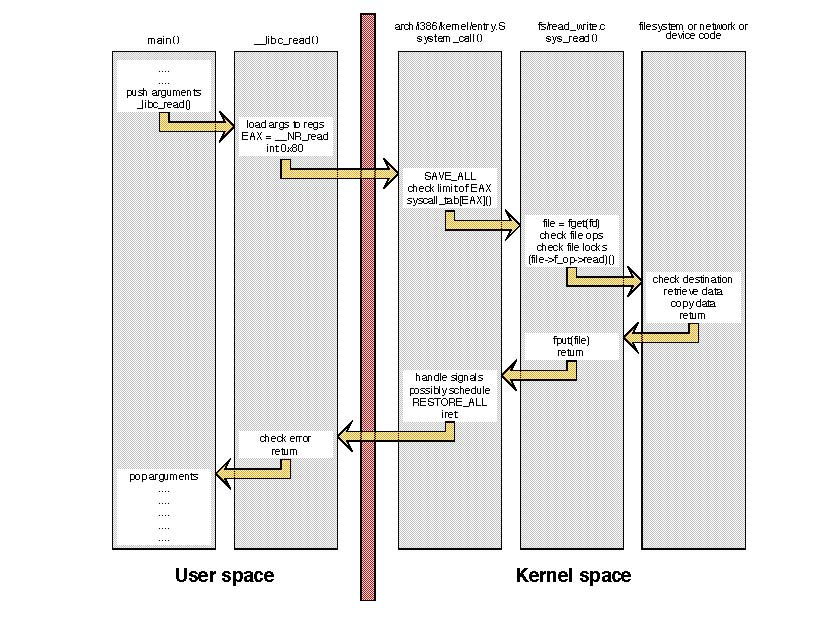 main()
__libc_read()
arch/i386/kernel/entry.S
system_call()
fs/read_write.c
sys_read()
filesystem or network or
device code
....
....
push arguments
_libc_read()
load args to regs
EAX = __NR_read
int 0x80
SAVE_ALL
check limit of EAX
syscall_tab[EAX]()
file = fget(fd)
check file ops
check file locks
(file->f_op->read)()
check destination
retrieve data
copy data
return
fput(file)
return
handle signals
possibly schedule
RESTORE_ALL
iret
check error
return
pop arguments
....
....
....
....
....
User space
Kernel space